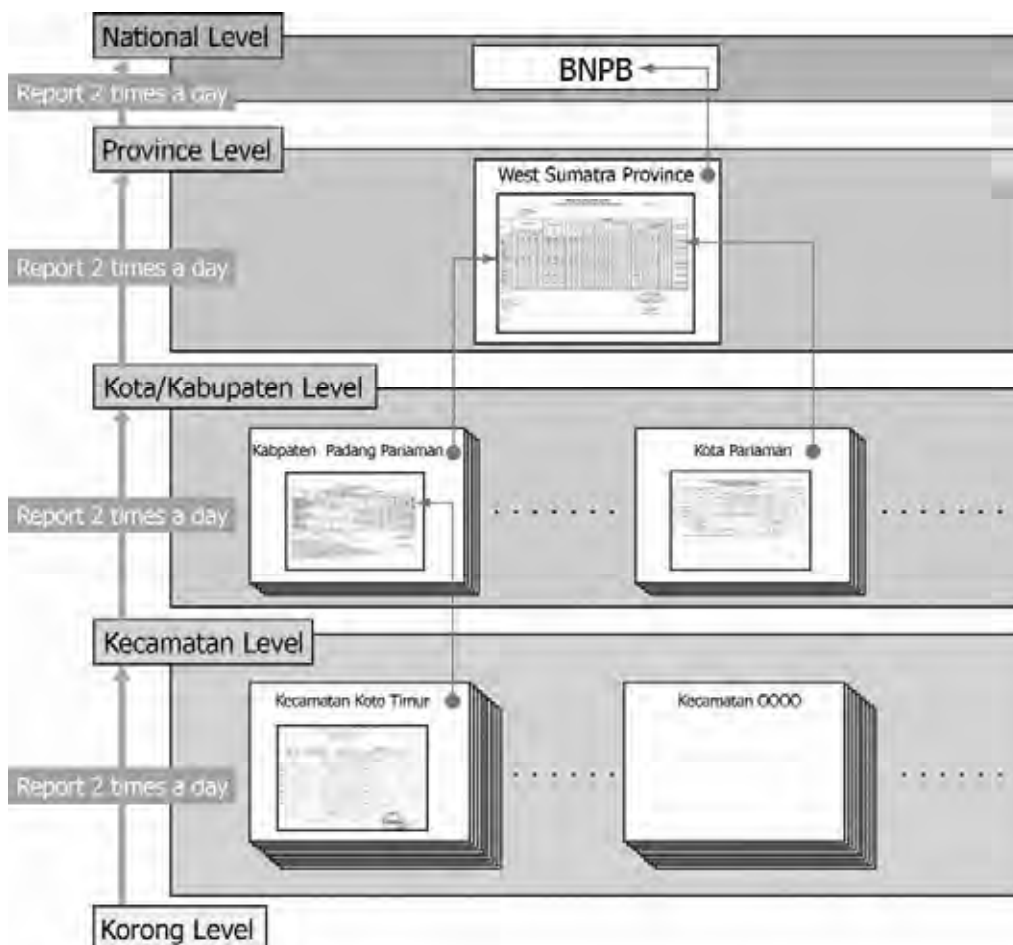 National Level
BNPB
Report 2 times a day
Province Level
West Sumatra Province
Report 2 times a day
Kota/Kabupaten Level
Kabpaten Padang Pariaman
Kota Pariaman
Report 2 times a day
Kecamatan Level
Kecamatan Koto Timur
Kecamatan OOOO
Report 2 times a day
Korong Level